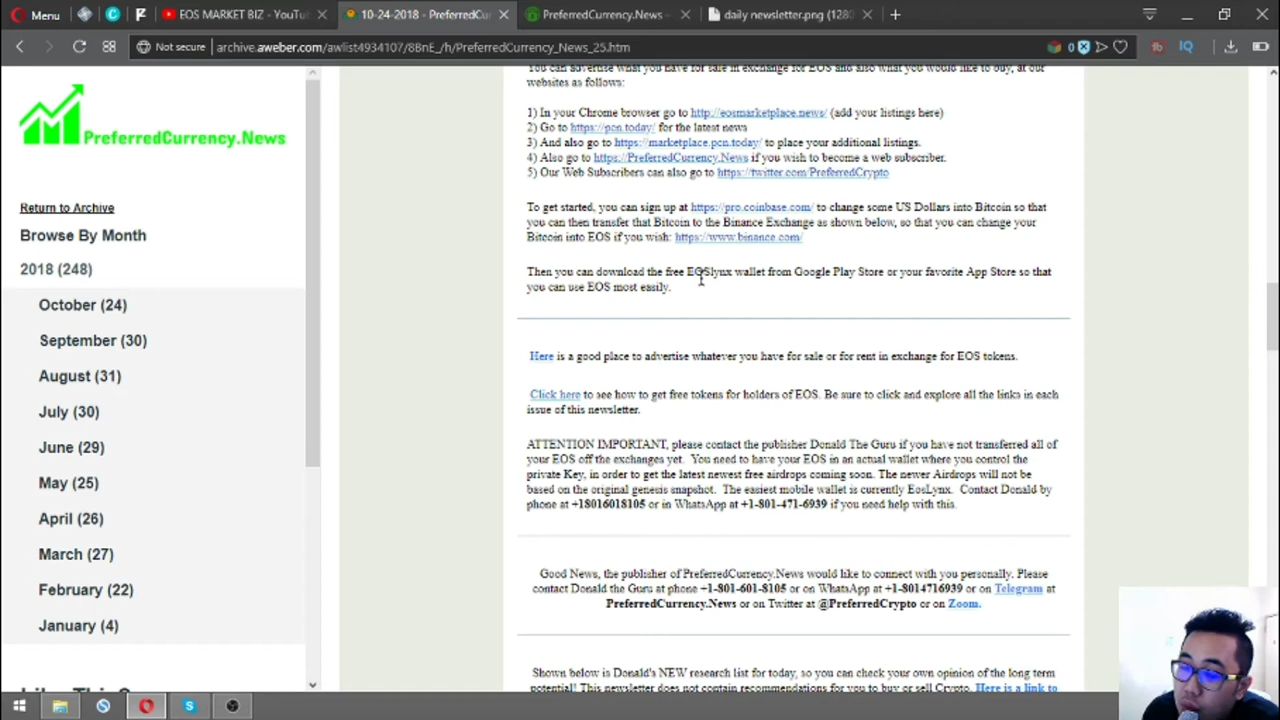 Menu
EOS MARKET BIZ - YouTu
10-24-2018 - PreferredCu
PreferredCurrency.News -
daily newsletter.png (1280
Not secure
archive.aweber.com/awlist4934107/8BnE_/h/PreferredCurrency_News_25.htm
0
PreferredCurrency.News
Return to Archive
Browse By Month
2018 (248)
October (24)
September (30)
August (31)
July (30)
June (29)
May (25)
April (26)
March (27)
February (22)
January (4)
You can advertise what you have for sale in exchange for EOS and also what you would like to buy, at our
websites as follows:
1) In your Chrome browser go to http://eosmarketplace.news/ (add your listings here)
2) Go to https://pcn.today/ for the latest news
3) And also go to https://marketplace.pcn.today/ to place your additional listings.
4) Also go to https://PreferredCurrency.News if you wish to become a web subscriber.
5) Our Web Subscribers can also go to https://twitter.com/PreferredCrypto
To get started, you can sign up at https://pro.coinbase.com/ to change some US Dollars into Bitcoin so that
you can then transfer that Bitcoin to the Binance Exchange as shown below, so that you can change your
Bitcoin into EOS if you wish: https://www.binance.com/
Then you can download the free EOSlynx wallet from Google Play Store or your favorite App Store so that
you can use EOS most easily.
Here is a good place to advertise whatever you have for sale or for rent in exchange for EOS tokens.
Click here to see how to get free tokens for holders of EOS. Be sure to click and explore all the links in each
issue of this newsletter.
ATTENTION IMPORTANT, please contact the publisher Donald The Guru if you have not transferred all of
your EOS off the exchanges yet. You need to have your EOS in an actual wallet where you control the
private Key, in order to get the latest newest free airdrops coming soon. The newer Airdrops will not be
based on the original genesis snapshot. The easiest mobile wallet is currently EosLynx. Contact Donald by
phone at +18016018105 or in WhatsApp at +1-801-471-6939 if you need help with this.
Good News, the publisher of PreferredCurrency.News would like to connect with you personally. Please
contact Donald the Guru at phone +1-801-601-8105 or on WhatsApp at +1-8014716939 or on Telegram at
PreferredCurrency.News or on Twitter at @PreferredCrypto or on Zoom.
Shown below is Donald's NEW research list for today, so you can check your own opinion of the long term
potential! This newsletter does not contain recommendations for you to buy or sell Crypto. Here is a link to